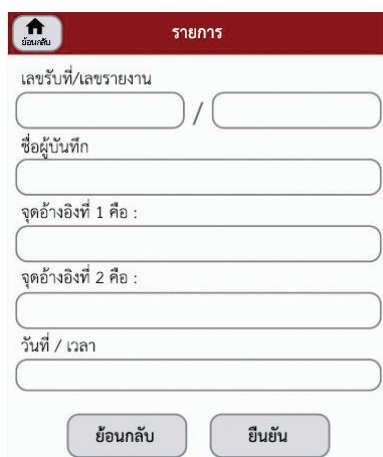 ย้อนกลับ
รายการ
เลขรับที่/เลขรายงาน
/
ชื่อผู้บันทึก
จุดอ้างอิงที่ 1 คือ :
จุดอ้างอิงที่ 2 คือ :
วันที่ / เวลา
ย้อนกลับ ยืนยัน